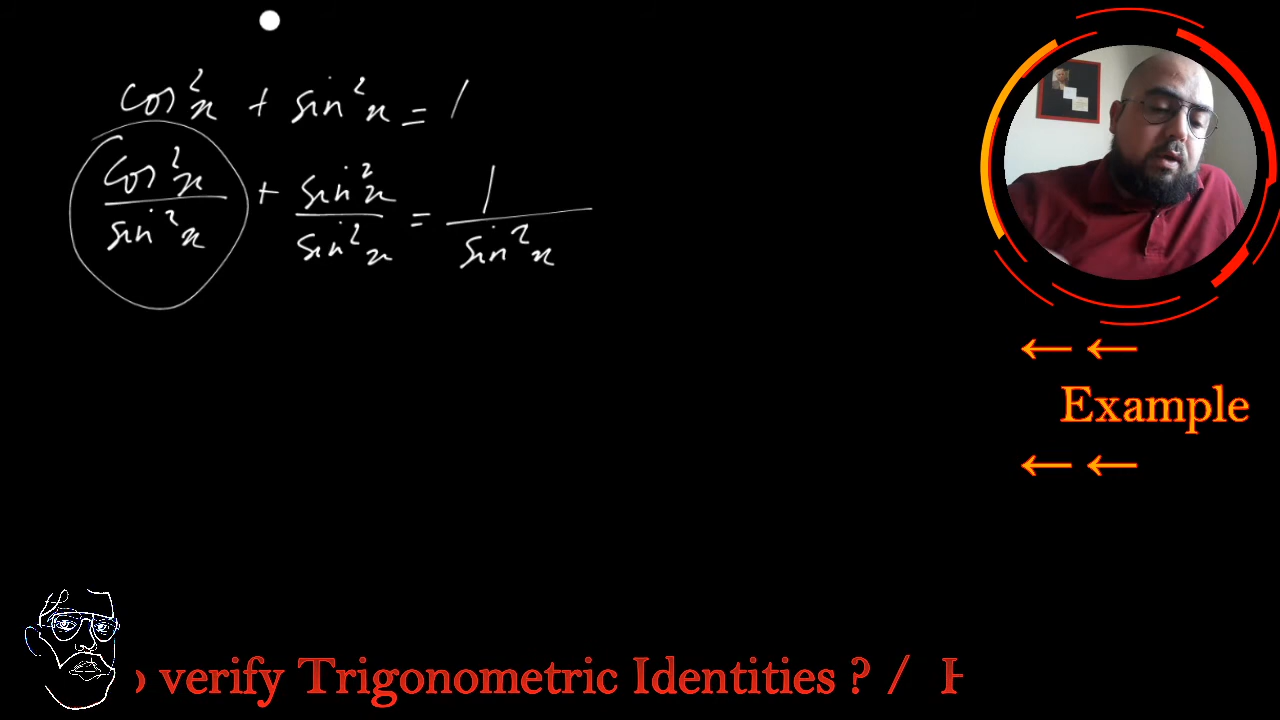 cos²x + sin²x = 1
cos²x/sin²x + sin²x/sin²x = 1/sin²x
← ←
Example
← ←
verify Trigonometric Identities ? /